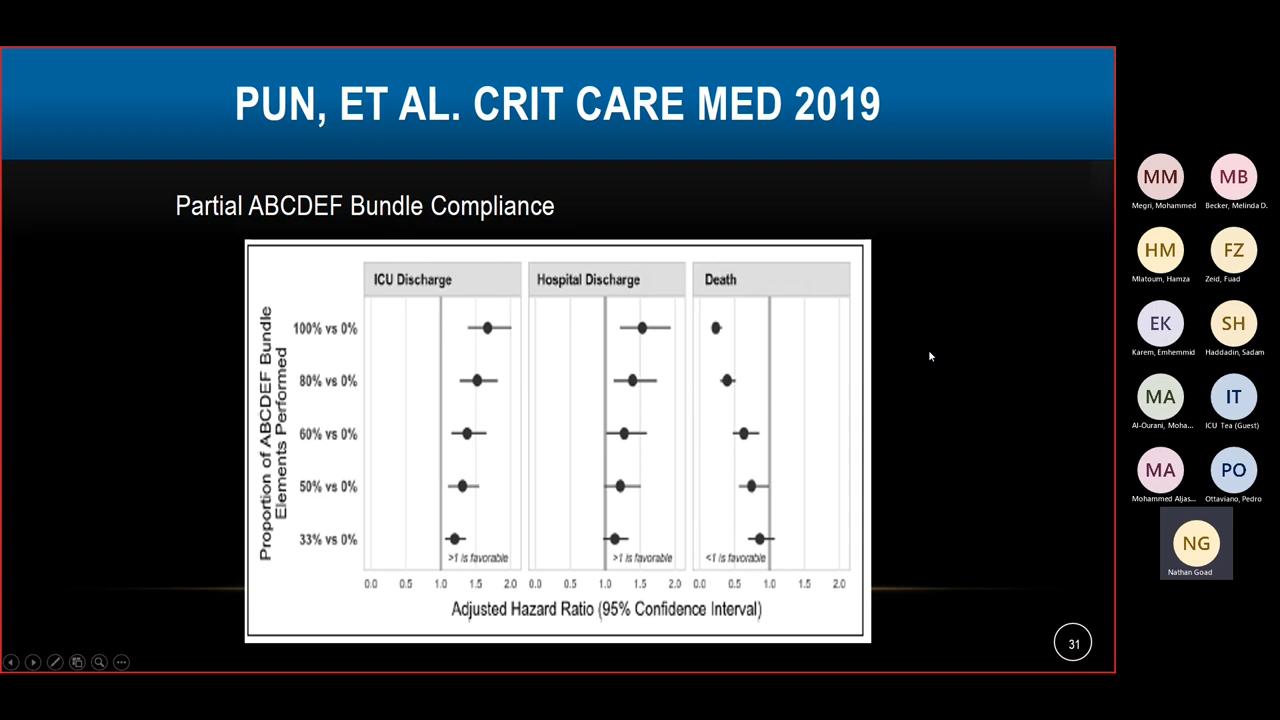 PUN, ET AL. CRIT CARE MED 2019
Partial ABCDEF Bundle Compliance
Proportion of ABCDEF Bundle
Elements Performed
ICU Discharge
Hospital Discharge
Death
100% vs 0%
80% vs 0%
60% vs 0%
50% vs 0%
33% vs 0%
>1 is favorable
>1 is favorable
<1 is favorable
0.0 0.5 1.0 1.5 2.0
0.0 0.5 1.0 1.5 2.0
0.0 0.5 1.0 1.5 2.0
Adjusted Hazard Ratio (95% Confidence Interval)
31
MM
Megri, Mohammed
MB
Becker, Melinda D.
HM
Mlatoum, Hamza
FZ
Zeid, Fuad
EK
Karem, Emhemmid
SH
Haddadin, Sadam
MA
Al-Ourani, Moha...
IT
ICU Tea (Guest)
MA
Mohammed Aljas...
PO
Ottaviano, Pedro
NG
Nathan Goad